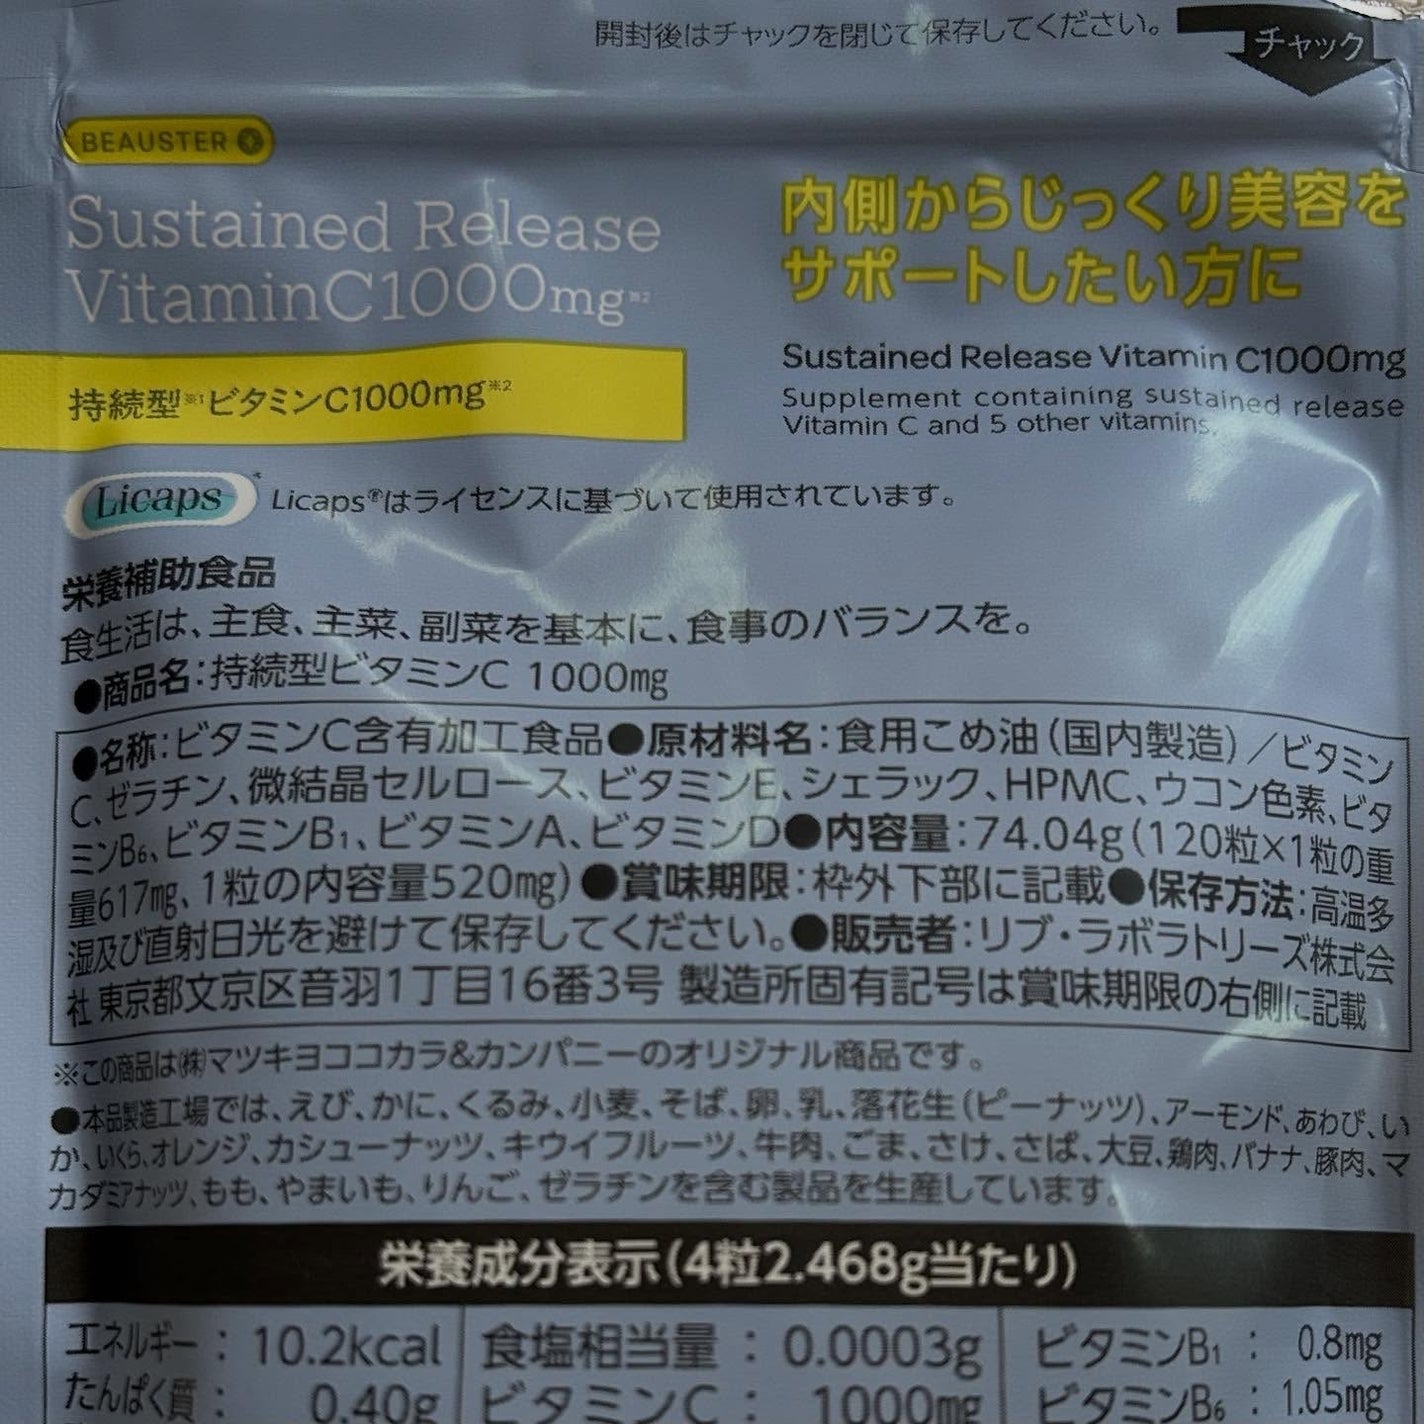 開封後はチャックを閉じて保存してください。
チャック
BEAUSTER
Sustained Release
VitaminC1000mg※2
持続型※1ビタミンC1000mg※2
内側からじっくり美容を
サポートしたい方に
Sustained Release Vitamin C1000mg
Supplement containing sustained release
Vitamin C and 5 other vitamins.
Licaps Licaps®はライセンスに基づいて使用されています。
栄養補助食品
食生活は、主食、主菜、副菜を基本に、食事のバランスを。
●商品名:持続型ビタミンC 1000mg
●名称:ビタミンC含有加工食品●原材料名:食用こめ油(国内製造)/ビタミン
C、ゼラチン、微結晶セルロース、ビタミンE、シェラック、HPMC、ウコン色素、ビタ
ミンB₆、ビタミンB₁、ビタミンA、ビタミンD●内容量:74.04g(120粒×1粒の重
量617mg、1粒の内容量520mg)●賞味期限:枠外下部に記載●保存方法:高温多
湿及び直射日光を避けて保存してください。●販売者:リブ・ラボラトリーズ株式会
社 東京都文京区音羽1丁目16番3号 製造所固有記号は賞味期限の右側に記載
※この商品は㈱マツキヨココカラ&カンパニーのオリジナル商品です。
●本品製造工場では、えび、かに、くるみ、小麦、そば、卵、乳、落花生(ピーナッツ)、アーモンド、あわび、い
か、いくら、オレンジ、カシューナッツ、キウイフルーツ、牛肉、ごま、さけ、さば、大豆、鶏肉、バナナ、豚肉、マ
カダミアナッツ、もも、やまいも、りんご、ゼラチンを含む製品を生産しています。
栄養成分表示(4粒2.468g当たり)
エネルギー : 10.2kcal 食塩相当量 : 0.0003g ビタミンB₁ : 0.8mg
たんぱく質 : 0.40g ビタミンC : 1000mg ビタミンB₆ : 1.05mg